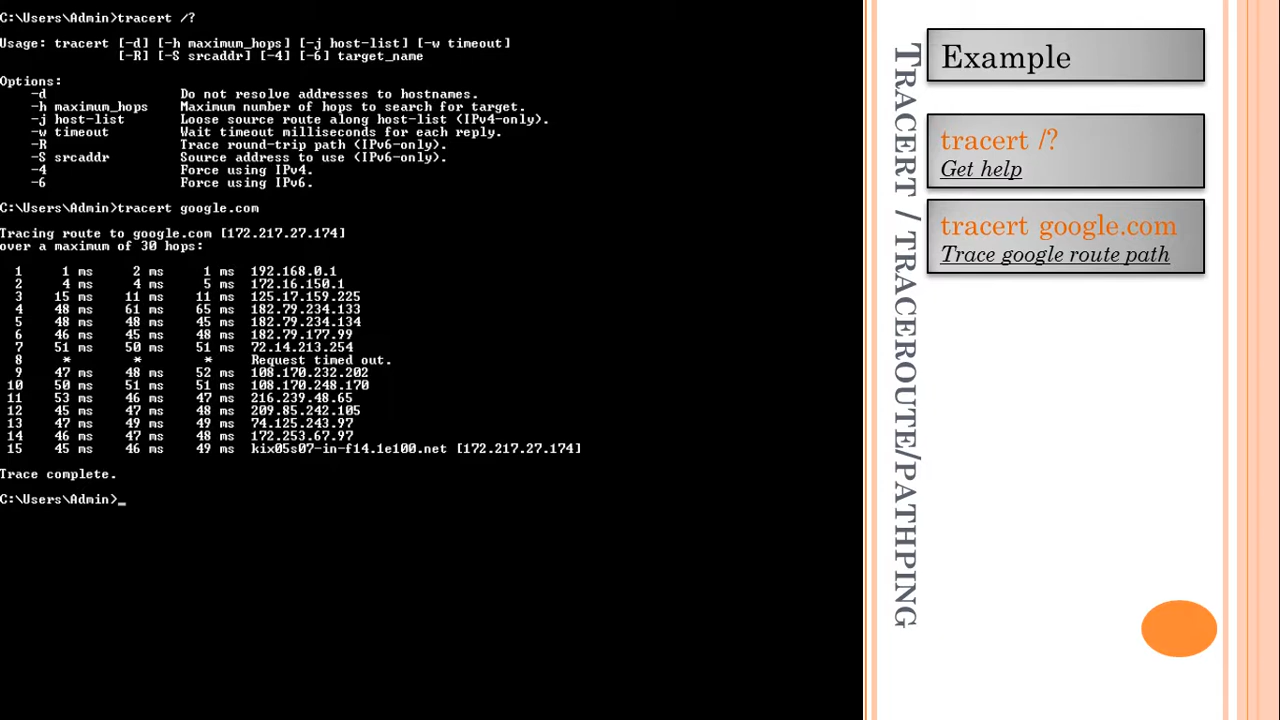 C:\Users\Admin>tracert /?
Usage: tracert [-d] [-h maximum_hops] [-j host-list] [-w timeout]
[-R] [-S srcaddr] [-4] [-6] target_name
Options:
-d Do not resolve addresses to hostnames.
-h maximum_hops Maximum number of hops to search for target.
-j host-list Loose source route along host-list (IPv4-only).
-w timeout Wait timeout milliseconds for each reply.
-R Trace round-trip path (IPv6-only).
-S srcaddr Source address to use (IPv6-only).
-4 Force using IPv4.
-6 Force using IPv6.
C:\Users\Admin>tracert google.com
Tracing route to google.com [172.217.27.174]
over a maximum of 30 hops:
1 1 ms 2 ms 1 ms 192.168.0.1
2 4 ms 4 ms 5 ms 172.16.150.1
3 15 ms 11 ms 11 ms 125.17.159.225
4 48 ms 61 ms 65 ms 182.79.234.133
5 48 ms 48 ms 45 ms 182.79.234.134
6 46 ms 45 ms 48 ms 182.79.177.99
7 51 ms 50 ms 51 ms 72.14.213.254
8 * * * Request timed out.
9 47 ms 48 ms 52 ms 108.170.232.202
10 50 ms 51 ms 51 ms 108.170.248.170
11 53 ms 46 ms 47 ms 216.239.48.65
12 45 ms 47 ms 48 ms 209.85.242.105
13 47 ms 49 ms 49 ms 74.125.243.97
14 46 ms 47 ms 48 ms 172.253.67.97
15 45 ms 46 ms 49 ms kix05s07-in-f14.1e100.net [172.217.27.174]
Trace complete.
C:\Users\Admin>_
TRACERT / TRACEROUTE/PATHPING
Example
tracert /?
Get help
tracert google.com
Trace google route path